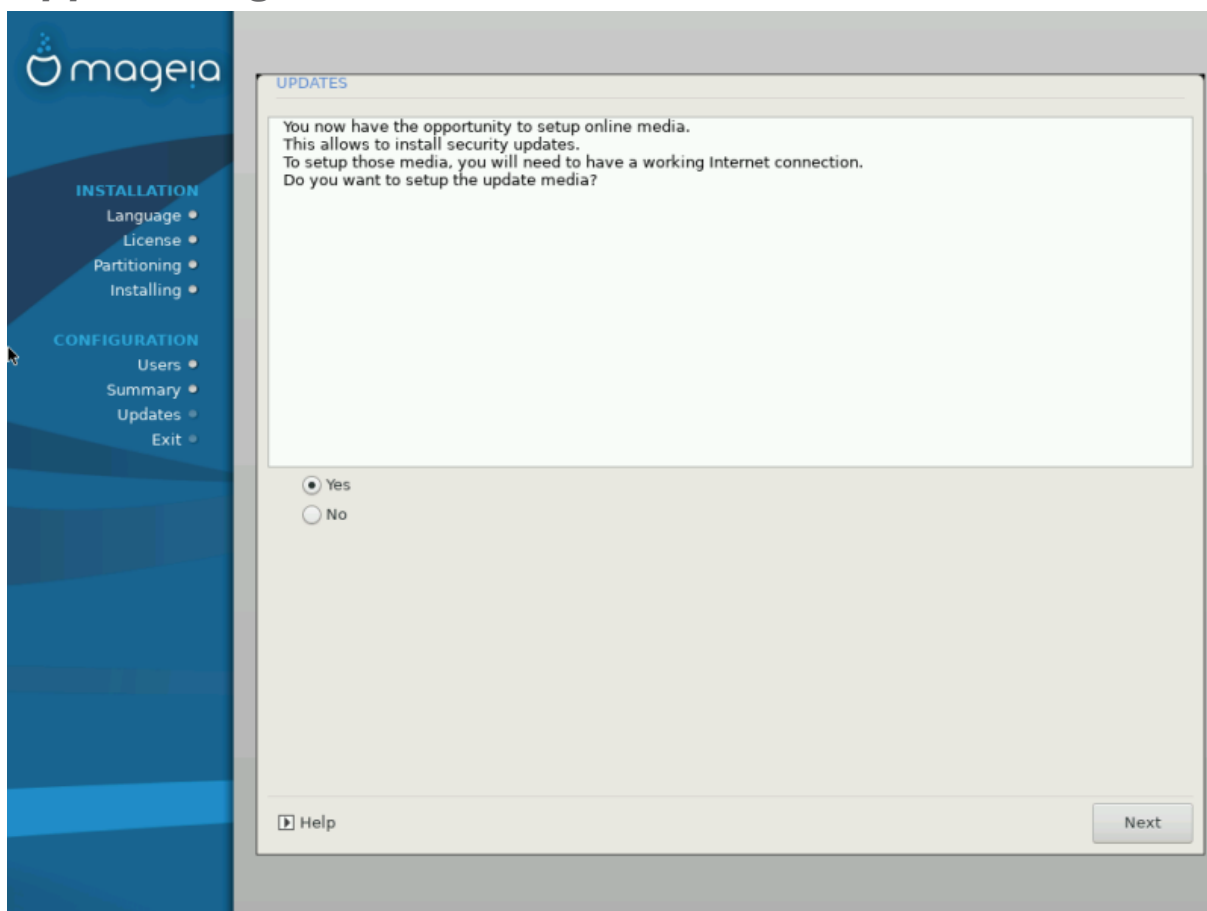 mageia
INSTALLATION
Language
License
Partitioning
Installing
CONFIGURATION
Users
Summary
Updates
Exit
UPDATES
You now have the opportunity to setup online media.
This allows to install security updates.
To setup those media, you will need to have a working Internet connection.
Do you want to setup the update media?
Yes
No
Help
Next